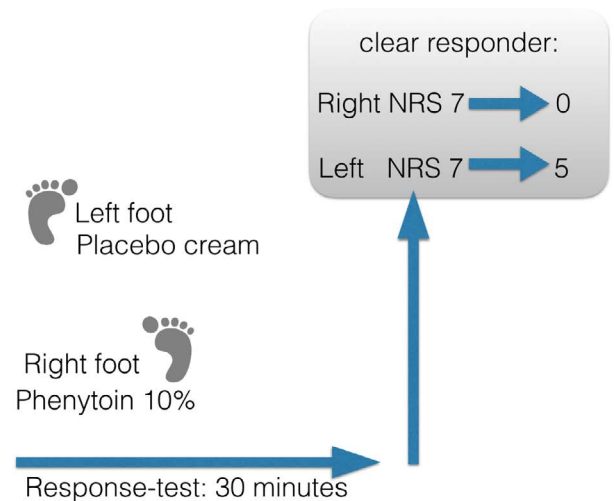 clear responder:
Right NRS 7 0
Left NRS 7 5
Left foot
Placebo cream
Right foot
Phenytoin 10%
Response-test: 30 minutes